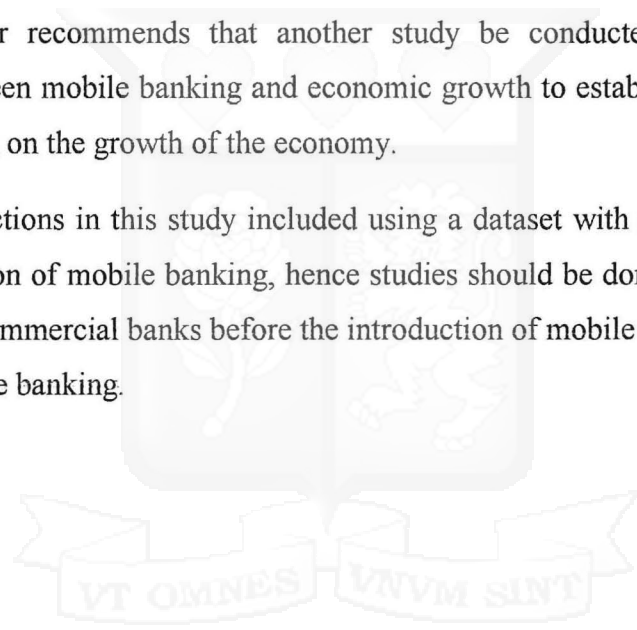 r recommends that another study be conducte
en mobile banking and economic growth to estab
on the growth of the economy.
ctions in this study included using a dataset with
on of mobile banking, hence studies should be dor
ommercial banks before the introduction of mobile
e banking.
VT OMNES VNVM SINT